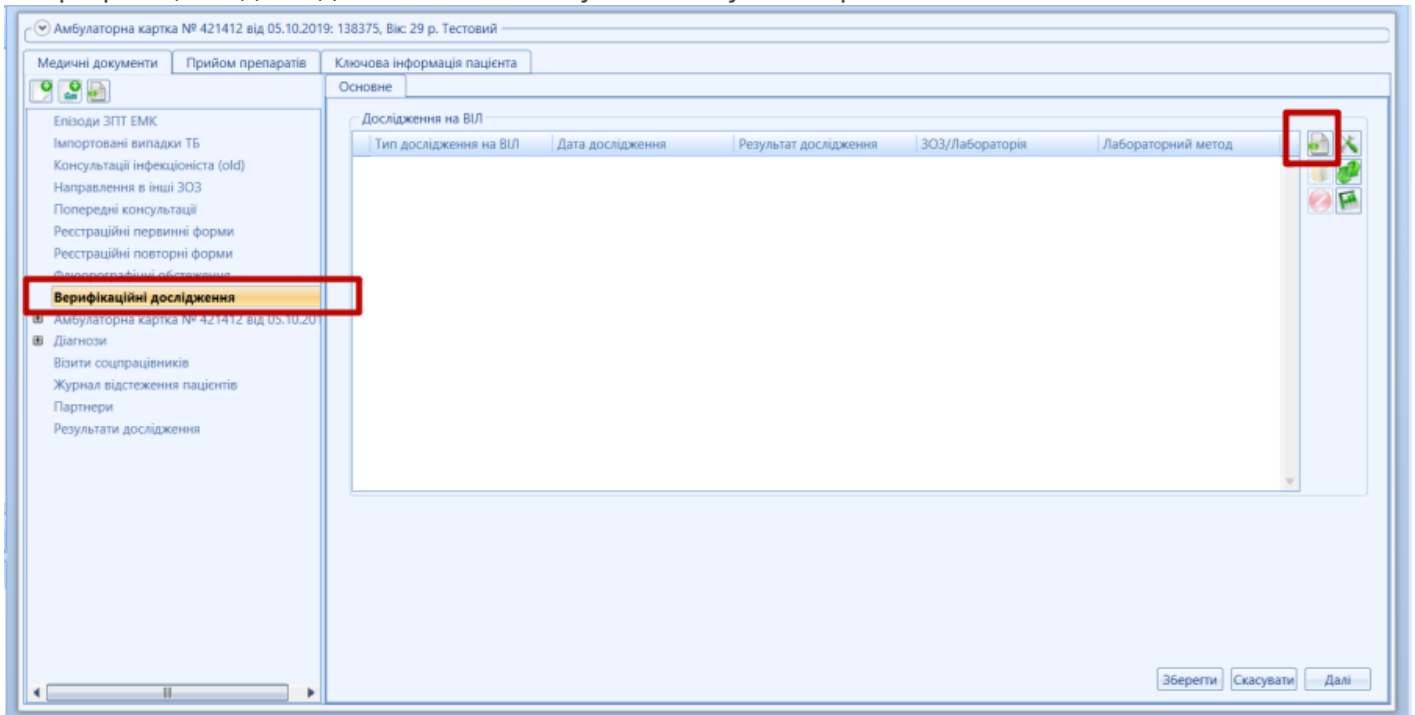 Амбулаторна картка № 421412 від 05.10.2019: 138375, Вік: 29 р. Тестовий
Медичні документи Прийом препаратів Ключова інформація пацієнта
Основне
Епізоди ЗПТ ЕМК
Імпортовані випадки ТБ
Консультації інфекціоніста (old)
Направлення в інші ЗОЗ
Попередні консультації
Реєстраційні первинні форми
Реєстраційні повторні форми
Флюорографічні обстеження
Верифікаційні дослідження
Амбулаторна картка № 421412 від 05.10.201
Діагнози
Візити соцпрацівників
Журнал відстеження пацієнтів
Партнери
Результати дослідження
Дослідження на ВІЛ
Тип дослідження на ВІЛ Дата дослідження Результат дослідження ЗОЗ/Лабораторія Лабораторний метод
Зберегти Скасувати Далі